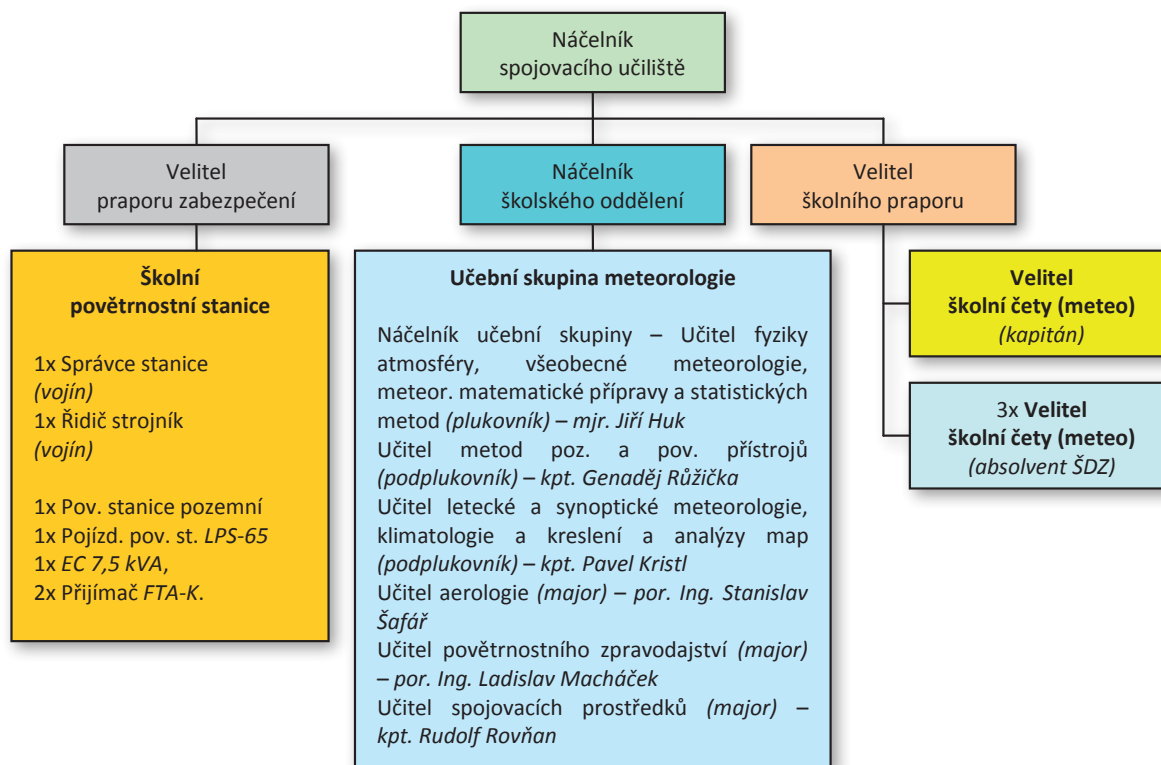 Náčelník
spojovacího učiliště
Velitel
praporu zabezpečení
Náčelník
školského oddělení
Velitel
školního praporu
Školní
povětrnostní stanice
1x Správce stanice
(vojín)
1x Řidič strojník
(vojín)
1x Pov. stanice pozemní
1x Pojízd. pov. st. LPS-65
1x EC 7,5 kVA,
2x Přijímač FTA-K.
Učební skupina meteorologie
Náčelník učební skupiny – Učitel fyziky
atmosféry, všeobecné meteorologie,
meteor. matematické přípravy a statistických
metod (plukovník) – mjr. Jiří Huk
Učitel metod poz. a pov. přístrojů
(podplukovník) – kpt. Genaděj Růžička
Učitel letecké a synoptické meteorologie,
klimatologie a kreslení a analýzy map
(podplukovník) – kpt. Pavel Kristl
Učitel aerologie (major) – por. Ing. Stanislav
Šafář
Učitel povětrnostního zpravodajství (major)
– por. Ing. Ladislav Macháček
Učitel spojovacích prostředků (major) –
kpt. Rudolf Rovňan
Velitel
školní čety (meteo)
(kapitán)
3x Velitel
školní čety (meteo)
(absolvent ŠDZ)